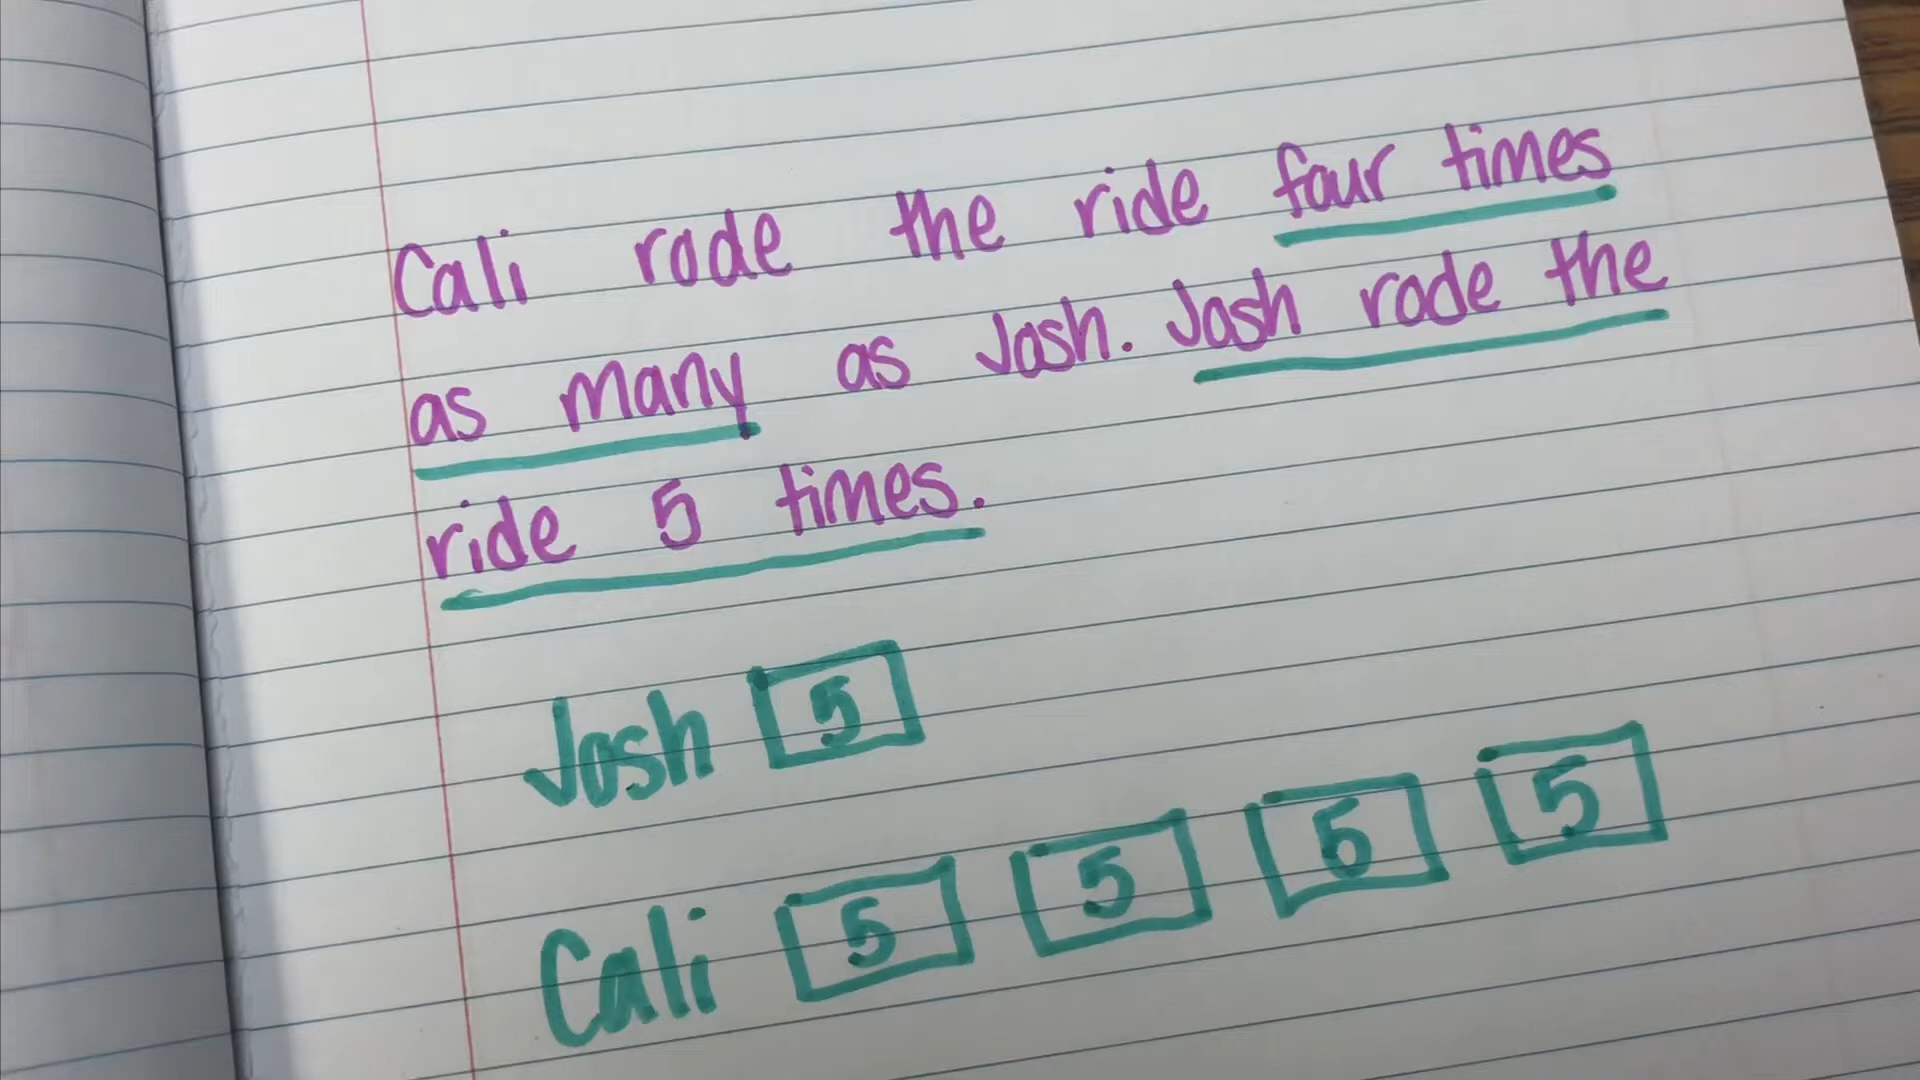 Cali rode the ride four times
as many as Josh. Josh rode the
ride 5 times.
Josh 5
Cali 5 5 5 5